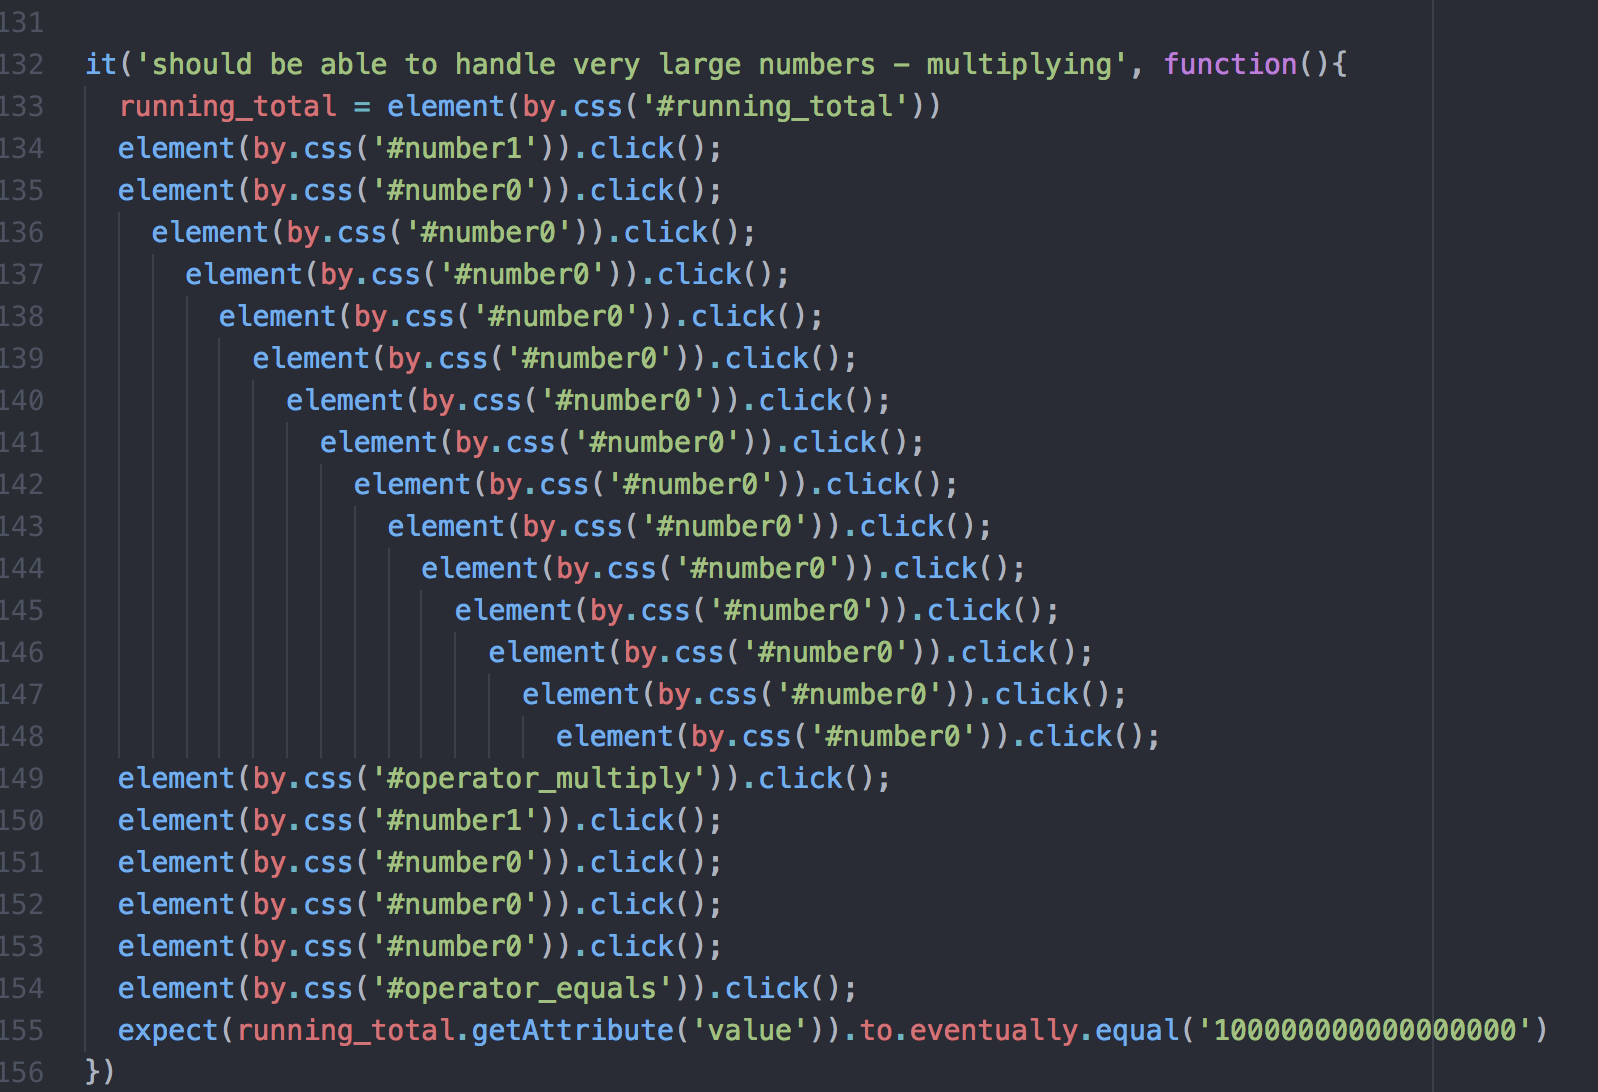 131
132 it('should be able to handle very large numbers – multiplying', function(){
133 running_total = element(by.css('#running_total'))
134 element(by.css('#number1')).click();
135 element(by.css('#number0')).click();
136 element(by.css('#number0')).click();
137 element(by.css('#number0')).click();
138 element(by.css('#number0')).click();
139 element(by.css('#number0')).click();
140 element(by.css('#number0')).click();
141 element(by.css('#number0')).click();
142 element(by.css('#number0')).click();
143 element(by.css('#number0')).click();
144 element(by.css('#number0')).click();
145 element(by.css('#number0')).click();
146 element(by.css('#number0')).click();
147 element(by.css('#number0')).click();
148 element(by.css('#number0')).click();
149 element(by.css('#operator_multiply')).click();
150 element(by.css('#number1')).click();
151 element(by.css('#number0')).click();
152 element(by.css('#number0')).click();
153 element(by.css('#number0')).click();
154 element(by.css('#operator_equals')).click();
155 expect(running_total.getAttribute('value')).to.eventually.equal('100000000000000000')
156 })